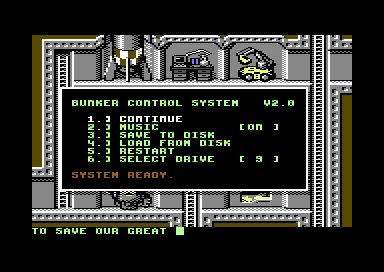 BUNKER CONTROL SYSTEM V2.0
1.) CONTINUE
2.) MUSIC [ON ]
3.) SAVE TO DISK
4.) LOAD FROM DISK
5.) RESTART
6.) SELECT DRIVE [ 9 ]
SYSTEM READY.
TO SAVE OUR GREAT